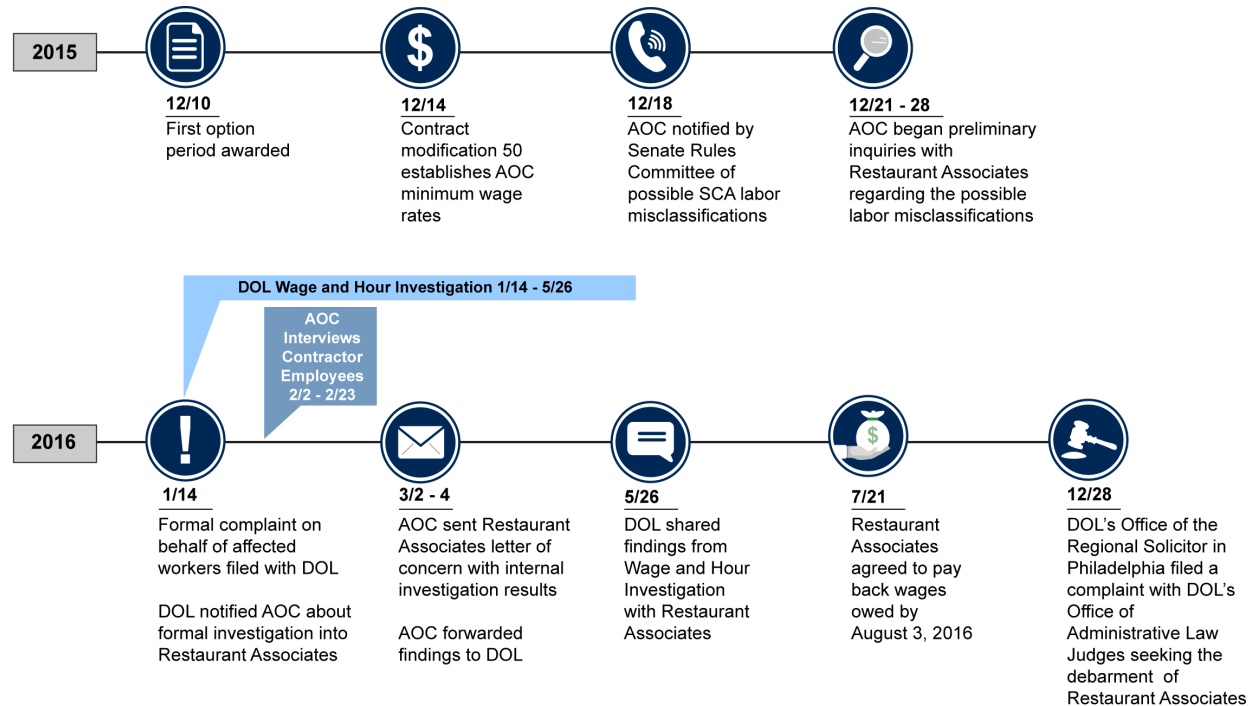 2015
12/10
First option
period awarded
$
12/14
Contract
modification 50
establishes AOC
minimum wage
rates
12/18
AOC notified by
Senate Rules
Committee of
possible SCA labor
misclassifications
12/21 - 28
AOC began preliminary
inquiries with
Restaurant Associates
regarding the possible
labor misclassifications
DOL Wage and Hour Investigation 1/14 - 5/26
AOC
Interviews
Contractor
Employees
2/2 - 2/23
2016
!
1/14
Formal complaint on
behalf of affected
workers filed with DOL
DOL notified AOC about
formal investigation into
Restaurant Associates
3/2 - 4
AOC sent Restaurant
Associates letter of
concern with internal
investigation results
AOC forwarded
findings to DOL
5/26
DOL shared
findings from
Wage and Hour
Investigation
with Restaurant
Associates
$
7/21
Restaurant
Associates
agreed to pay
back wages
owed by
August 3, 2016
12/28
DOL's Office of the
Regional Solicitor in
Philadelphia filed a
complaint with DOL's
Office of
Administrative Law
Judges seeking the
debarment of
Restaurant Associates